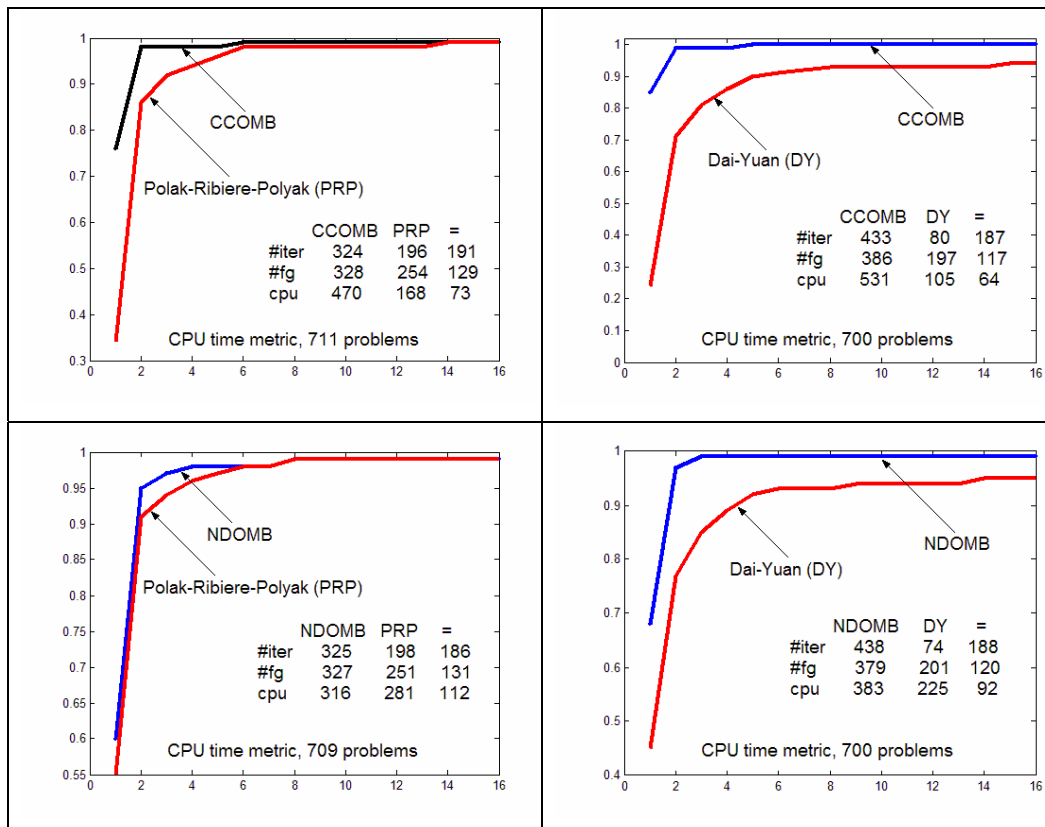 1
0.9
0.8
0.7
0.6
0.5
0.4
0.3
0 2 4 6 8 10 12 14 16
CCOMB
Polak-Ribiere-Polyak (PRP)
CCOMB PRP =
#iter 324 196 191
#fg 328 254 129
cpu 470 168 73
CPU time metric, 711 problems
1
0.9
0.8
0.7
0.6
0.5
0.4
0.3
0.2
0.1
0
0 2 4 6 8 10 12 14 16
CCOMB
Dai-Yuan (DY)
CCOMB DY =
#iter 433 80 187
#fg 386 197 117
cpu 531 105 64
CPU time metric, 700 problems
1
0.95
0.9
0.85
0.8
0.75
0.7
0.65
0.6
0.55
0 2 4 6 8 10 12 14 16
NDOMB
Polak-Ribiere-Polyak (PRP)
NDOMB PRP =
#iter 325 198 186
#fg 327 251 131
cpu 316 281 112
CPU time metric, 709 problems
1
0.9
0.8
0.7
0.6
0.5
0.4
0 2 4 6 8 10 12 14 16
NDOMB
Dai-Yuan (DY)
NDOMB DY =
#iter 438 74 188
#fg 379 201 120
cpu 383 225 92
CPU time metric, 700 problems